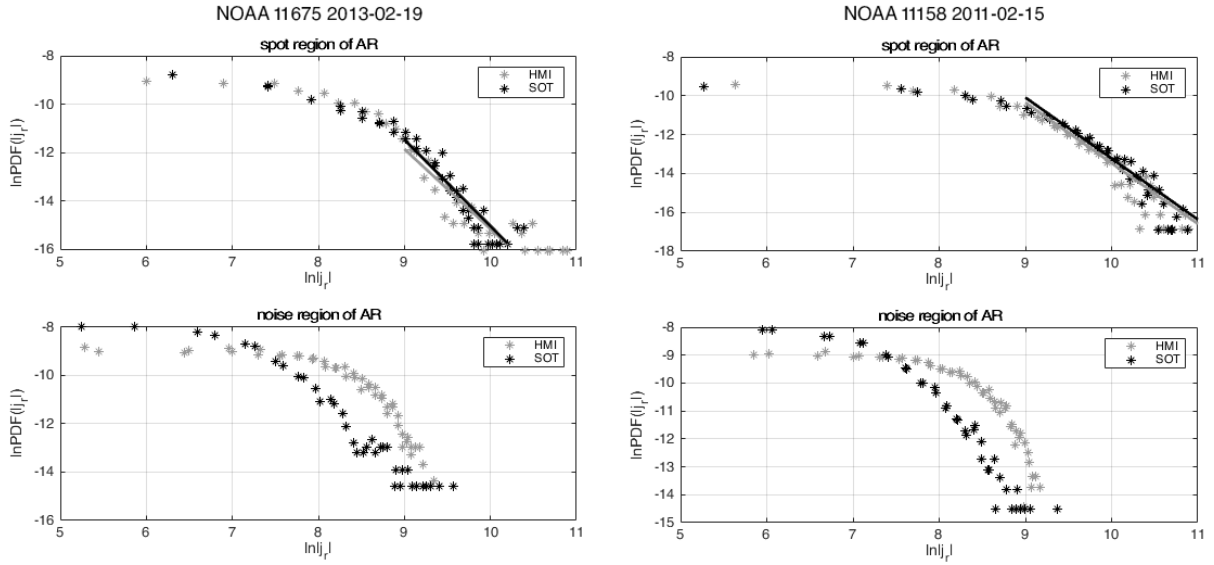 NOAA 11675 2013-02-19
spot region of AR
-8
-10
-12
-14
-16
lnPDF(|j_r|)
HMI
SOT
5 6 7 8 9 10 11
ln|j_r|
noise region of AR
-8
-10
-12
-14
-16
lnPDF(|j_r|)
HMI
SOT
5 6 7 8 9 10 11
ln|j_r|
NOAA 11158 2011-02-15
spot region of AR
-8
-10
-12
-14
-16
-18
lnPDF(|j_r|)
HMI
SOT
5 6 7 8 9 10 11
ln|j_r|
noise region of AR
-8
-9
-10
-11
-12
-13
-14
-15
lnPDF(|j_r|)
HMI
SOT
5 6 7 8 9 10 11
ln|j_r|